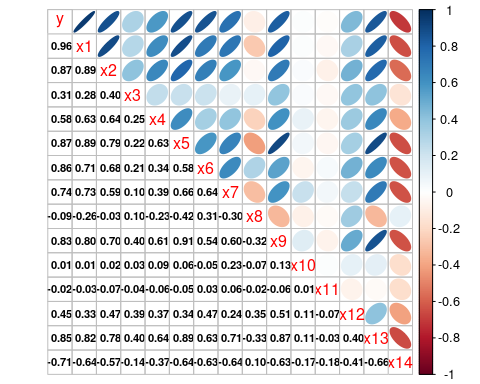 y
0.96 x1
0.87 0.89 x2
0.31 0.28 0.40 x3
0.58 0.63 0.64 0.25 x4
0.87 0.89 0.79 0.22 0.63 x5
0.86 0.71 0.68 0.21 0.34 0.58 x6
0.74 0.73 0.59 0.10 0.39 0.66 0.64 x7
-0.09 -0.26 -0.03 0.10 -0.23 -0.42 0.31 -0.30 x8
0.83 0.80 0.70 0.40 0.61 0.91 0.54 0.60 -0.32 x9
0.01 0.01 0.02 0.03 0.09 0.06 -0.05 0.23 -0.07 0.13 x10
-0.02 -0.03 -0.07 -0.04 -0.06 -0.05 0.03 0.06 -0.02 -0.06 0.01 x11
0.45 0.33 0.47 0.39 0.37 0.34 0.47 0.24 0.35 0.51 0.11 -0.07 x12
0.85 0.82 0.78 0.40 0.64 0.89 0.63 0.71 -0.33 0.87 0.11 -0.03 0.40 x13
-0.71 -0.64 -0.57 -0.14 -0.37 -0.64 -0.63 -0.64 0.10 -0.63 -0.17 -0.18 -0.41 -0.66 x14
1
0.8
0.6
0.4
0.2
0
-0.2
-0.4
-0.6
-0.8
-1